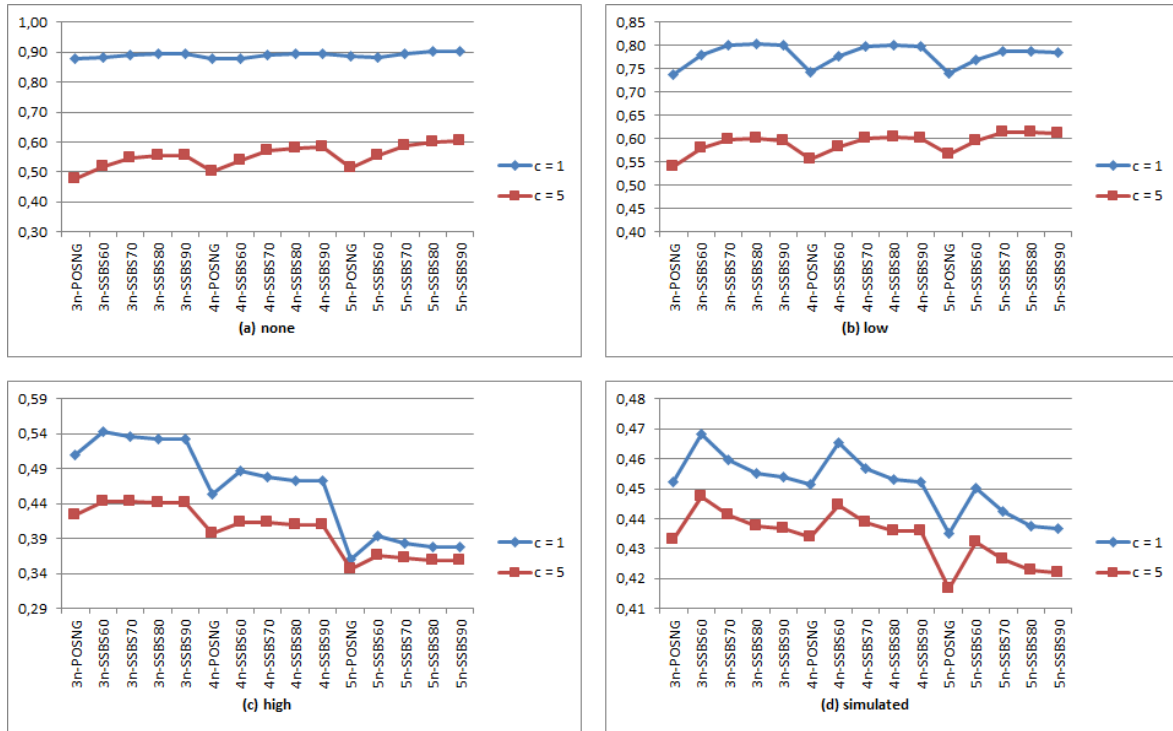 1,00
0,90
0,80
0,70
0,60
0,50
0,40
0,30
3n-POSNG
3n-SSBS60
3n-SSBS70
3n-SSBS80
3n-SSBS90
4n-POSNG
4n-SSBS60
4n-SSBS70
4n-SSBS80
4n-SSBS90
5n-POSNG
5n-SSBS60
5n-SSBS70
5n-SSBS80
5n-SSBS90
(a) none
c = 1
c = 5
0,85
0,80
0,75
0,70
0,65
0,60
0,55
0,50
0,45
0,40
3n-POSNG
3n-SSBS60
3n-SSBS70
3n-SSBS80
3n-SSBS90
4n-POSNG
4n-SSBS60
4n-SSBS70
4n-SSBS80
4n-SSBS90
5n-POSNG
5n-SSBS60
5n-SSBS70
5n-SSBS80
5n-SSBS90
(b) low
c = 1
c = 5
0,59
0,54
0,49
0,44
0,39
0,34
0,29
3n-POSNG
3n-SSBS60
3n-SSBS70
3n-SSBS80
3n-SSBS90
4n-POSNG
4n-SSBS60
4n-SSBS70
4n-SSBS80
4n-SSBS90
5n-POSNG
5n-SSBS60
5n-SSBS70
5n-SSBS80
5n-SSBS90
(c) high
c = 1
c = 5
0,48
0,47
0,46
0,45
0,44
0,43
0,42
0,41
3n-POSNG
3n-SSBS60
3n-SSBS70
3n-SSBS80
3n-SSBS90
4n-POSNG
4n-SSBS60
4n-SSBS70
4n-SSBS80
4n-SSBS90
5n-POSNG
5n-SSBS60
5n-SSBS70
5n-SSBS80
5n-SSBS90
(d) simulated
c = 1
c = 5